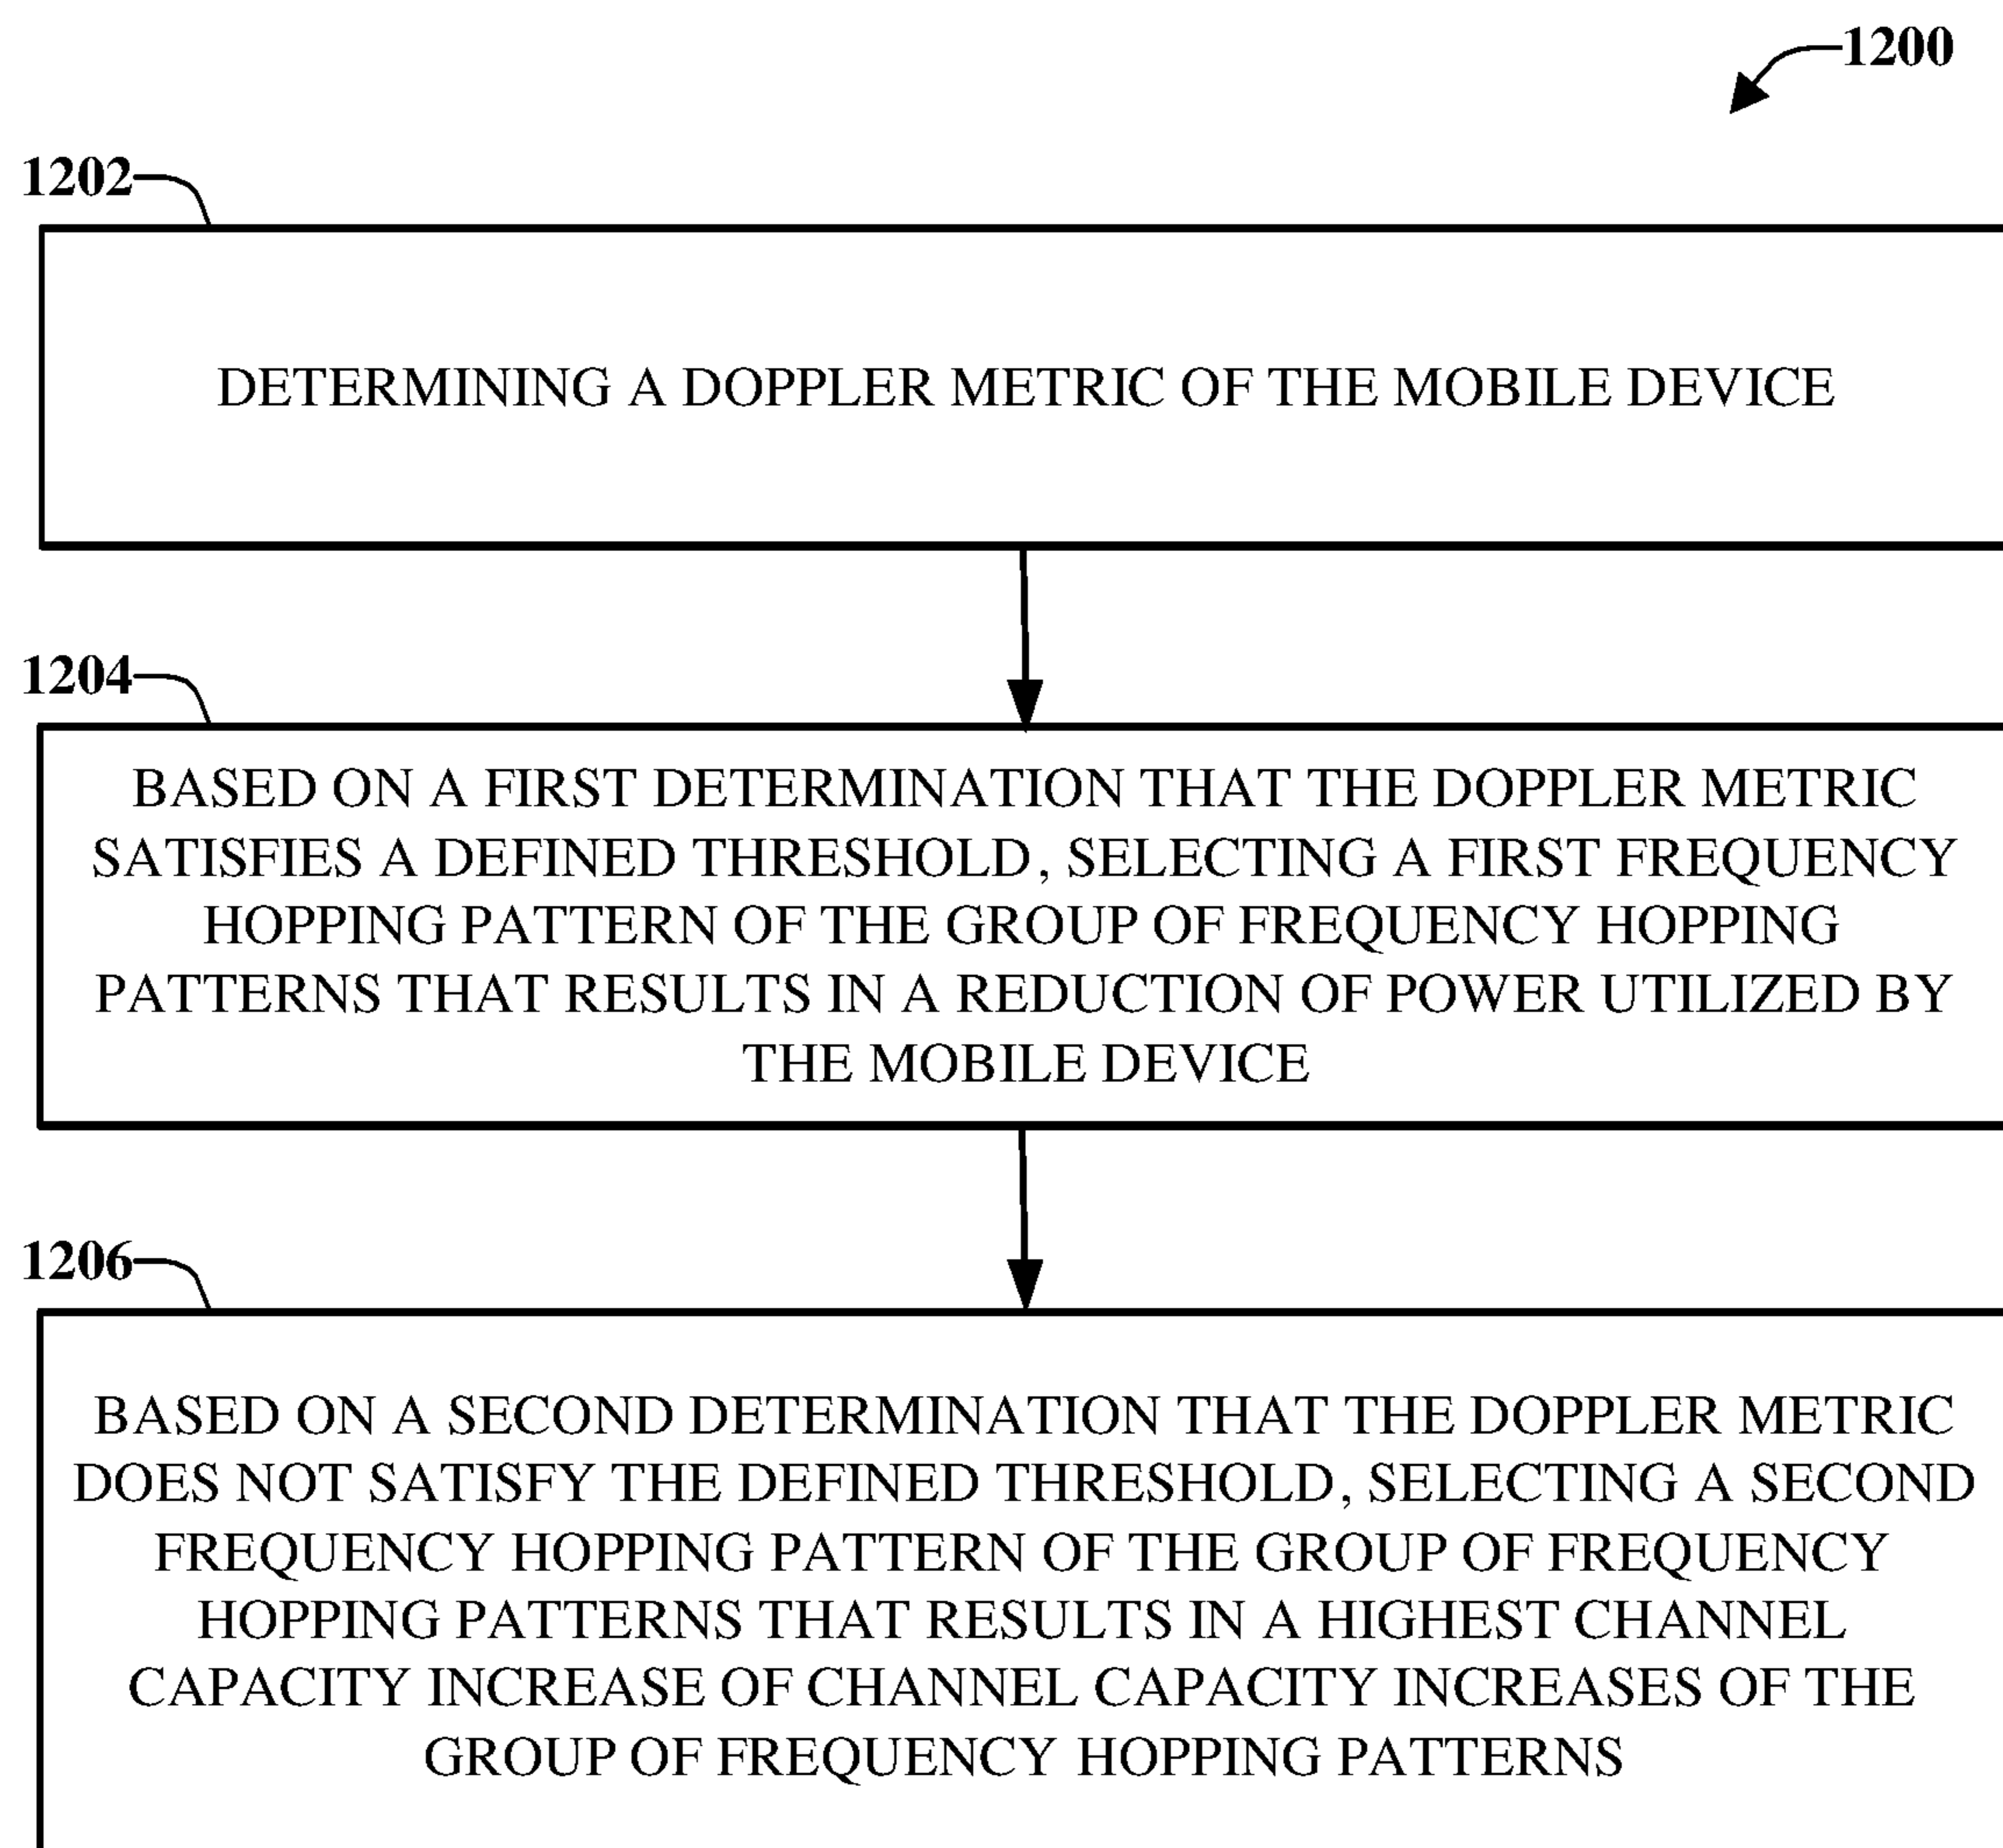 1200
1202
DETERMINING A DOPPLER METRIC OF THE MOBILE DEVICE
1204
BASED ON A FIRST DETERMINATION THAT THE DOPPLER METRIC
SATISFIES A DEFINED THRESHOLD, SELECTING A FIRST FREQUENCY
HOPPING PATTERN OF THE GROUP OF FREQUENCY HOPPING
PATTERNS THAT RESULTS IN A REDUCTION OF POWER UTILIZED BY
THE MOBILE DEVICE
1206
BASED ON A SECOND DETERMINATION THAT THE DOPPLER METRIC
DOES NOT SATISFY THE DEFINED THRESHOLD, SELECTING A SECOND
FREQUENCY HOPPING PATTERN OF THE GROUP OF FREQUENCY
HOPPING PATTERNS THAT RESULTS IN A HIGHEST CHANNEL
CAPACITY INCREASE OF CHANNEL CAPACITY INCREASES OF THE
GROUP OF FREQUENCY HOPPING PATTERNS